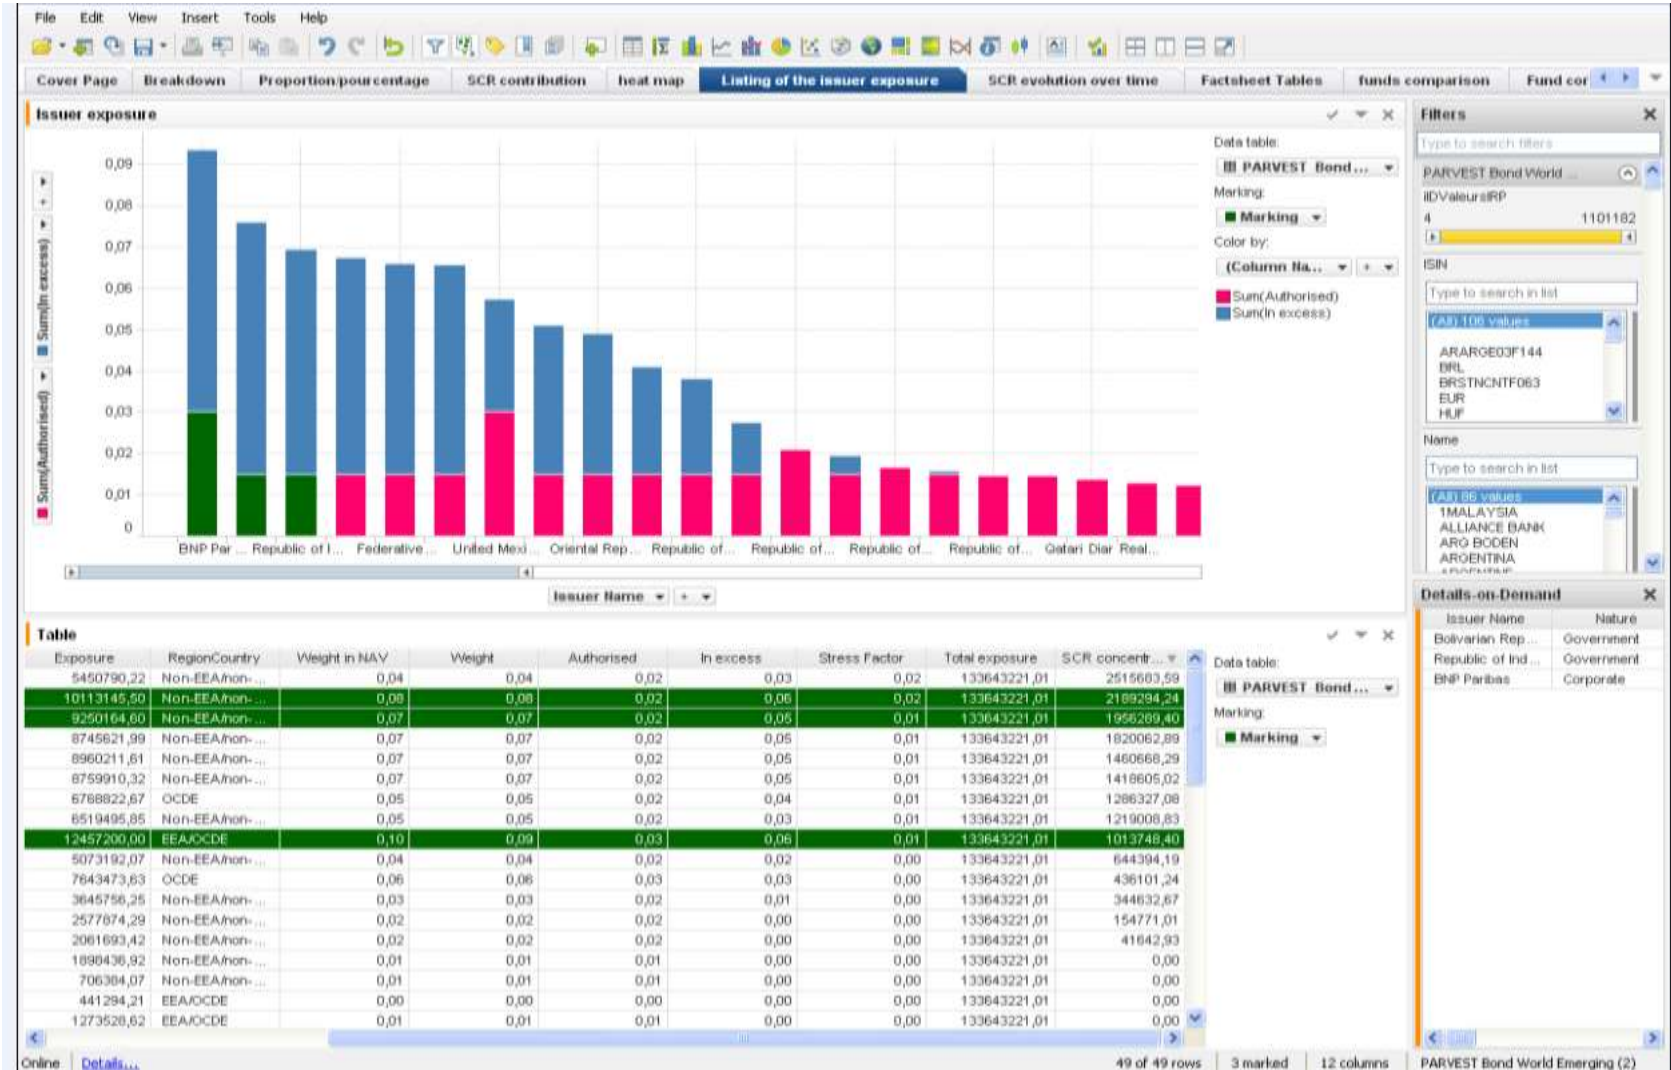 File Edit View Insert Tools Help
Cover Page Breakdown Proportion/pourcentage SCR contribution heat map Listing of the issuer exposure SCR evolution over time Factsheet Tables funds comparison Fund cor
Issuer exposure
0,09
0,08
0,07
0,06
0,05
0,04
0,03
0,02
0,01
0
Sum(Authorised) Sum(In excess)
BNP Par ... Republic of I... Federative ... United Mexi... Oriental Rep... Republic of... Republic of... Republic of... Republic of... Qatari Diar Real...
Issuer Name
Data table:
PARVEST Bond...
Marking:
Marking
Color by:
(Column Na...
Sum(Authorised)
Sum(In excess)
Filters
Type to search filters
PARVEST Bond World ...
iIDValeursIRP
4 1101182
ISIN
Type to search in list
(All) 106 values
ARARGE03F144
BRL
BRSTNCNTF063
EUR
HUF
Name
Type to search in list
(All) 86 values
1MALAYSIA
ALLIANCE BANK
ARG BODEN
ARGENTINA
Table
Exposure RegionCountry Weight in NAV Weight Authorised In excess Stress Factor Total exposure SCR concentr...
5450790,22 Non-EEA/non-... 0,04 0,04 0,02 0,03 0,02 133643221,01 2515683,59
10113145,50 Non-EEA/non-... 0,08 0,08 0,02 0,06 0,02 133643221,01 2189294,24
9250164,60 Non-EEA/non-... 0,07 0,07 0,02 0,05 0,01 133643221,01 1956269,40
8745621,99 Non-EEA/non-... 0,07 0,07 0,02 0,05 0,01 133643221,01 1820062,89
8960211,61 Non-EEA/non-... 0,07 0,07 0,02 0,05 0,01 133643221,01 1460668,29
8759910,32 Non-EEA/non-... 0,07 0,07 0,02 0,05 0,01 133643221,01 1418605,02
6768822,67 OCDE 0,05 0,05 0,02 0,04 0,01 133643221,01 1286327,08
6519495,85 Non-EEA/non-... 0,05 0,05 0,02 0,03 0,01 133643221,01 1219008,83
12457200,00 EEA/OCDE 0,10 0,09 0,03 0,06 0,01 133643221,01 1013748,40
5073192,07 Non-EEA/non-... 0,04 0,04 0,02 0,02 0,00 133643221,01 644394,19
7643473,63 OCDE 0,06 0,06 0,03 0,03 0,00 133643221,01 436101,24
3645756,25 Non-EEA/non-... 0,03 0,03 0,02 0,01 0,00 133643221,01 344632,67
2577874,29 Non-EEA/non-... 0,02 0,02 0,02 0,00 0,00 133643221,01 154771,01
2061693,42 Non-EEA/non-... 0,02 0,02 0,02 0,00 0,00 133643221,01 41642,93
1898436,92 Non-EEA/non-... 0,01 0,01 0,01 0,00 0,00 133643221,01 0,00
706384,07 Non-EEA/non-... 0,01 0,01 0,01 0,00 0,00 133643221,01 0,00
441294,21 EEA/OCDE 0,00 0,00 0,00 0,00 0,00 133643221,01 0,00
1273528,62 EEA/OCDE 0,01 0,01 0,01 0,00 0,00 133643221,01 0,00
Data table:
PARVEST Bond...
Marking:
Marking
Details-on-Demand
Issuer Name Nature
Bolivarian Rep... Government
Republic of Ind... Government
BNP Paribas Corporate
Online Details... 49 of 49 rows 3 marked 12 columns PARVEST Bond World Emerging (2)